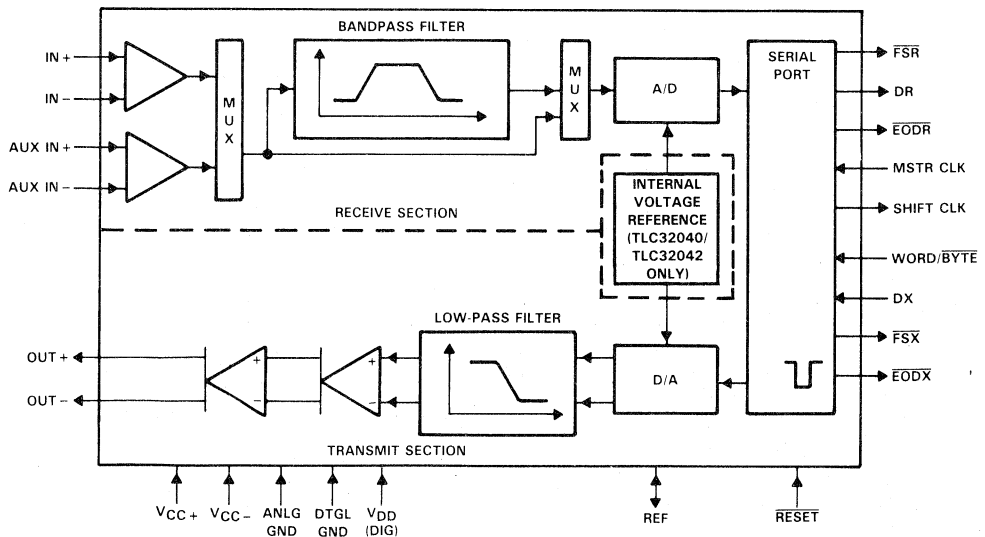 BANDPASS FILTER
IN +
IN −
AUX IN +
AUX IN −
MUX
MUX
A/D
SERIAL
PORT
FSR
DR
EODR
MSTR CLK
SHIFT CLK
WORD/BYTE
DX
FSX
EODX
RECEIVE SECTION
INTERNAL
VOLTAGE
REFERENCE
(TLC32040/
TLC32042
ONLY)
LOW-PASS FILTER
D/A
OUT +
OUT −
+
−
+
−
TRANSMIT SECTION
VCC +
VCC −
ANLG
GND
DTGL
GND
VDD
(DIG)
REF
RESET